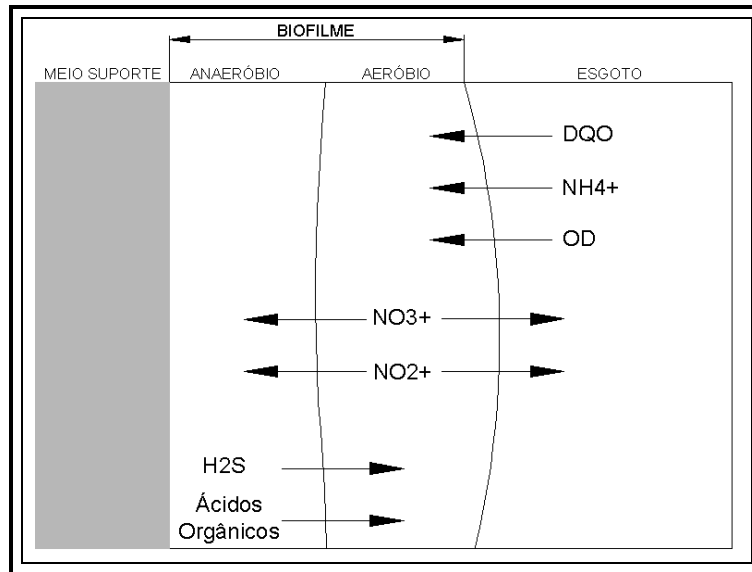 BIOFILME
MEIO SUPORTE
ANAERÓBIO
AERÓBIO
ESGOTO
DQO
NH4+
OD
NO3+
NO2+
H2S
Ácidos
Orgânicos